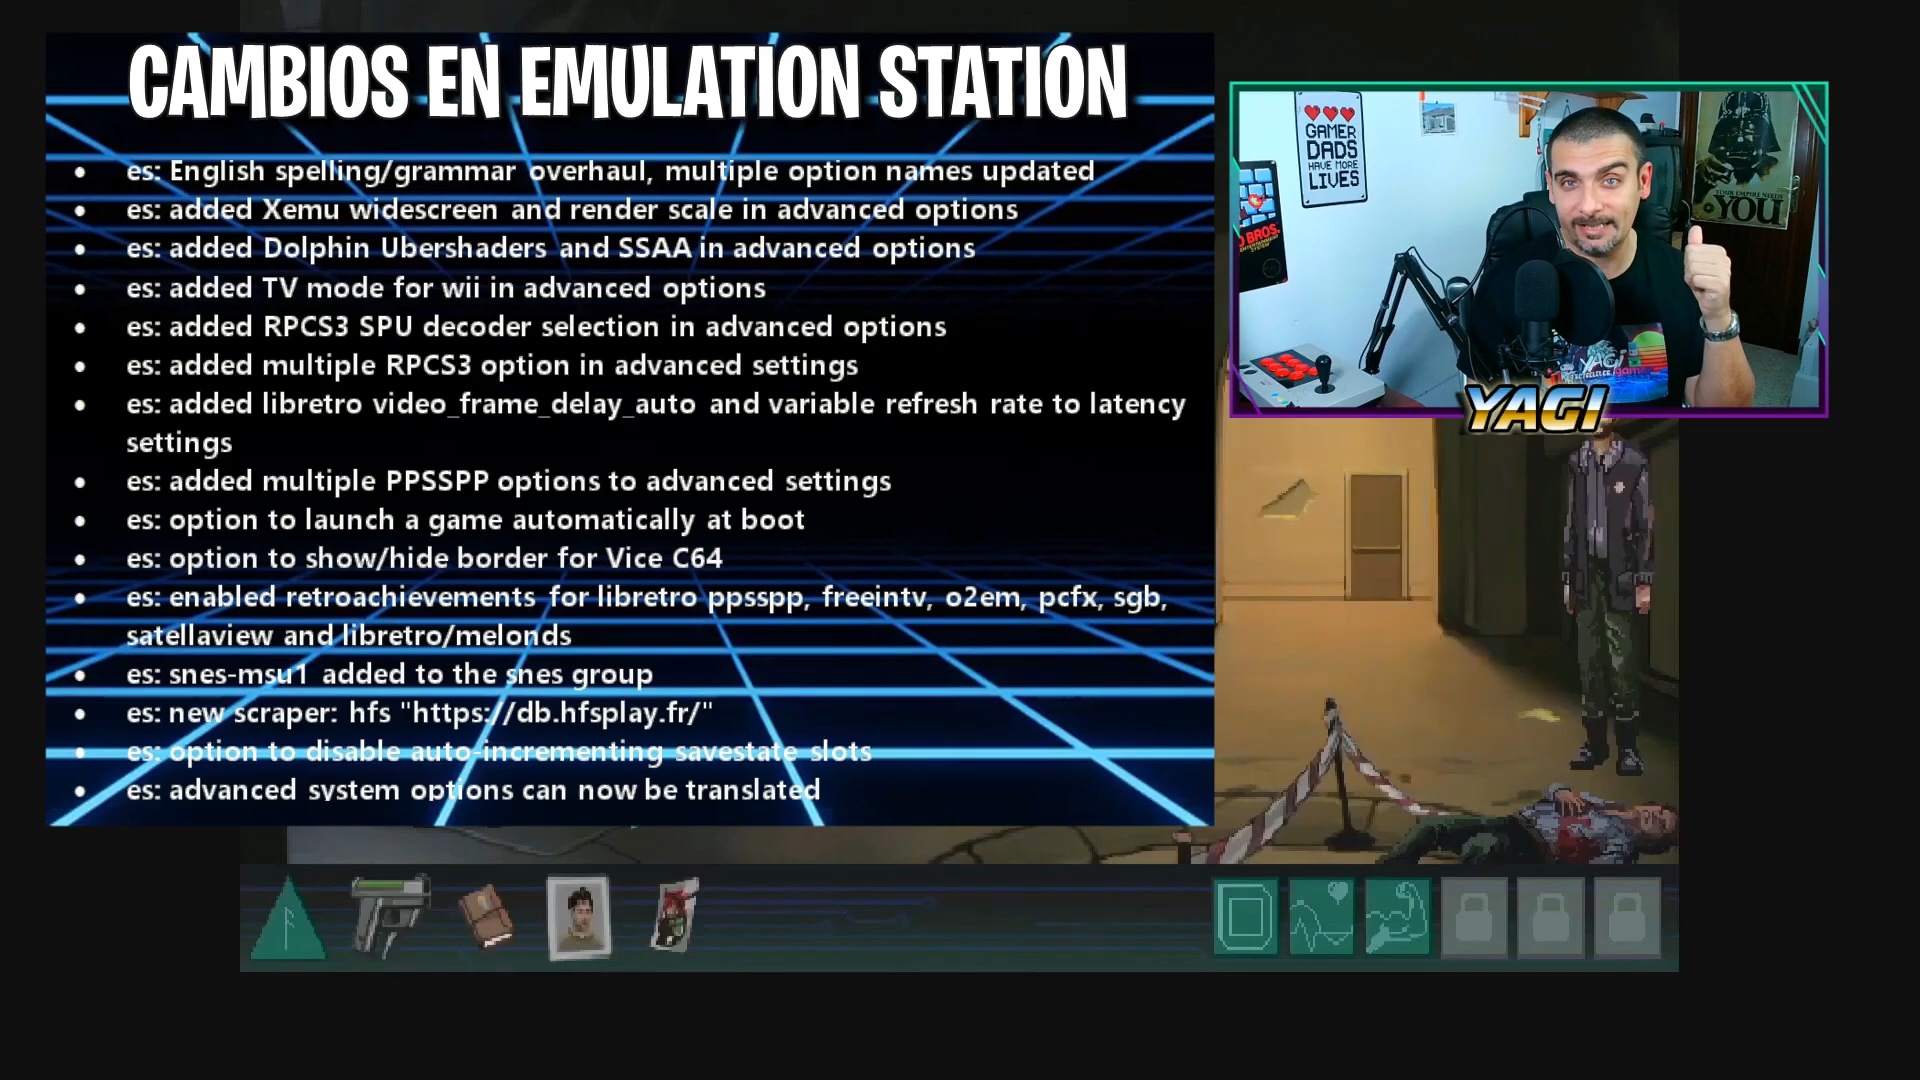 CAMBIOS EN EMULATION STATION
• es: English spelling/grammar overhaul, multiple option names updated
• es: added Xemu widescreen and render scale in advanced options
• es: added Dolphin Ubershaders and SSAA in advanced options
• es: added TV mode for wii in advanced options
• es: added RPCS3 SPU decoder selection in advanced options
• es: added multiple RPCS3 option in advanced settings
• es: added libretro video_frame_delay_auto and variable refresh rate to latency
settings
• es: added multiple PPSSPP options to advanced settings
• es: option to launch a game automatically at boot
• es: option to show/hide border for Vice C64
• es: enabled retroachievements for libretro ppsspp, freeintv, o2em, pcfx, sgb,
satellaview and libretro/melonds
• es: snes-msu1 added to the snes group
• es: new scraper: hfs "https://db.hfsplay.fr/"
• es: option to disable auto-incrementing savestate slots
• es: advanced system options can now be translated
GAMER
DADS
HAVE MORE
LIVES
BROS.
YOUR EMPIRE NEEDS
YOU
YAGI
YAGI